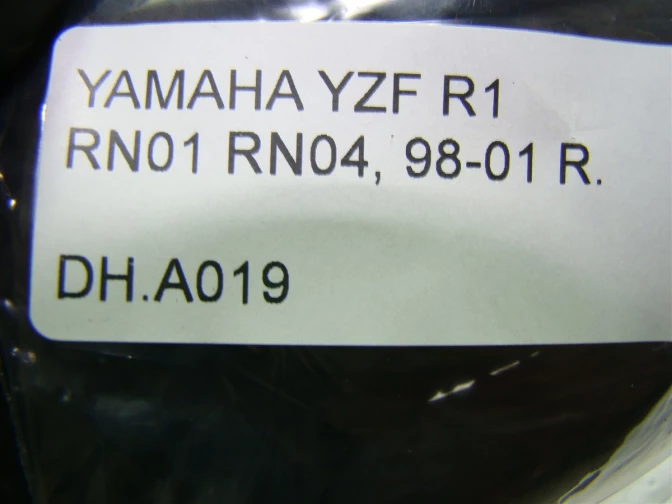 YAMAHA YZF R1
RN01 RN04, 98-01 R.
DH.A019